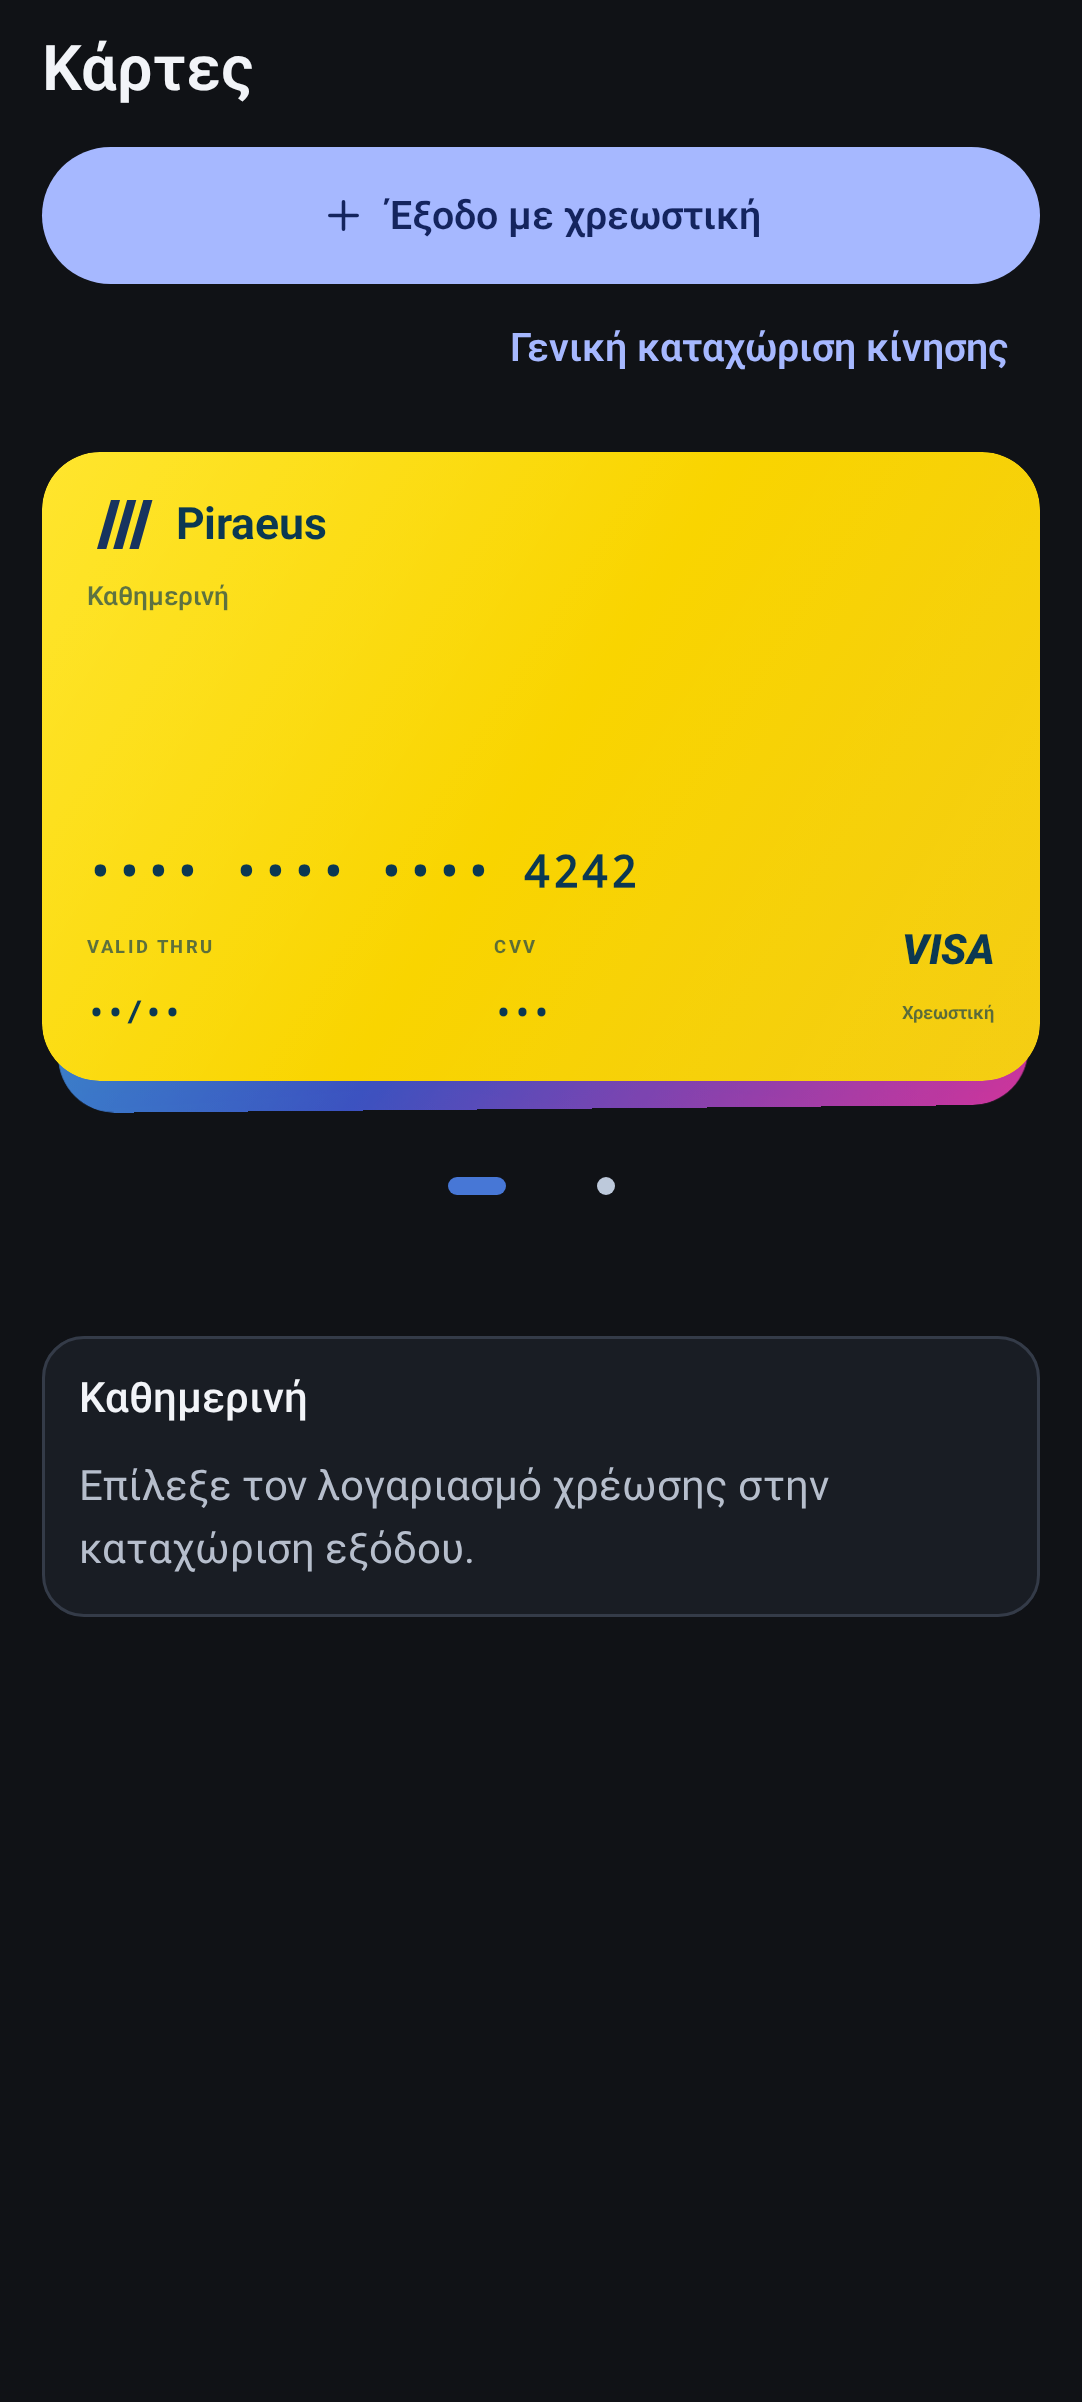 Κάρτες
+ Έξοδο με χρεωστική
Γενική καταχώριση κίνησης
Piraeus
Καθημερινή
•••• •••• •••• 4242
VALID THRU CVV VISA
••/•• ••• Χρεωστική
Καθημερινή
Επίλεξε τον λογαριασμό χρέωσης στην
καταχώριση εξόδου.